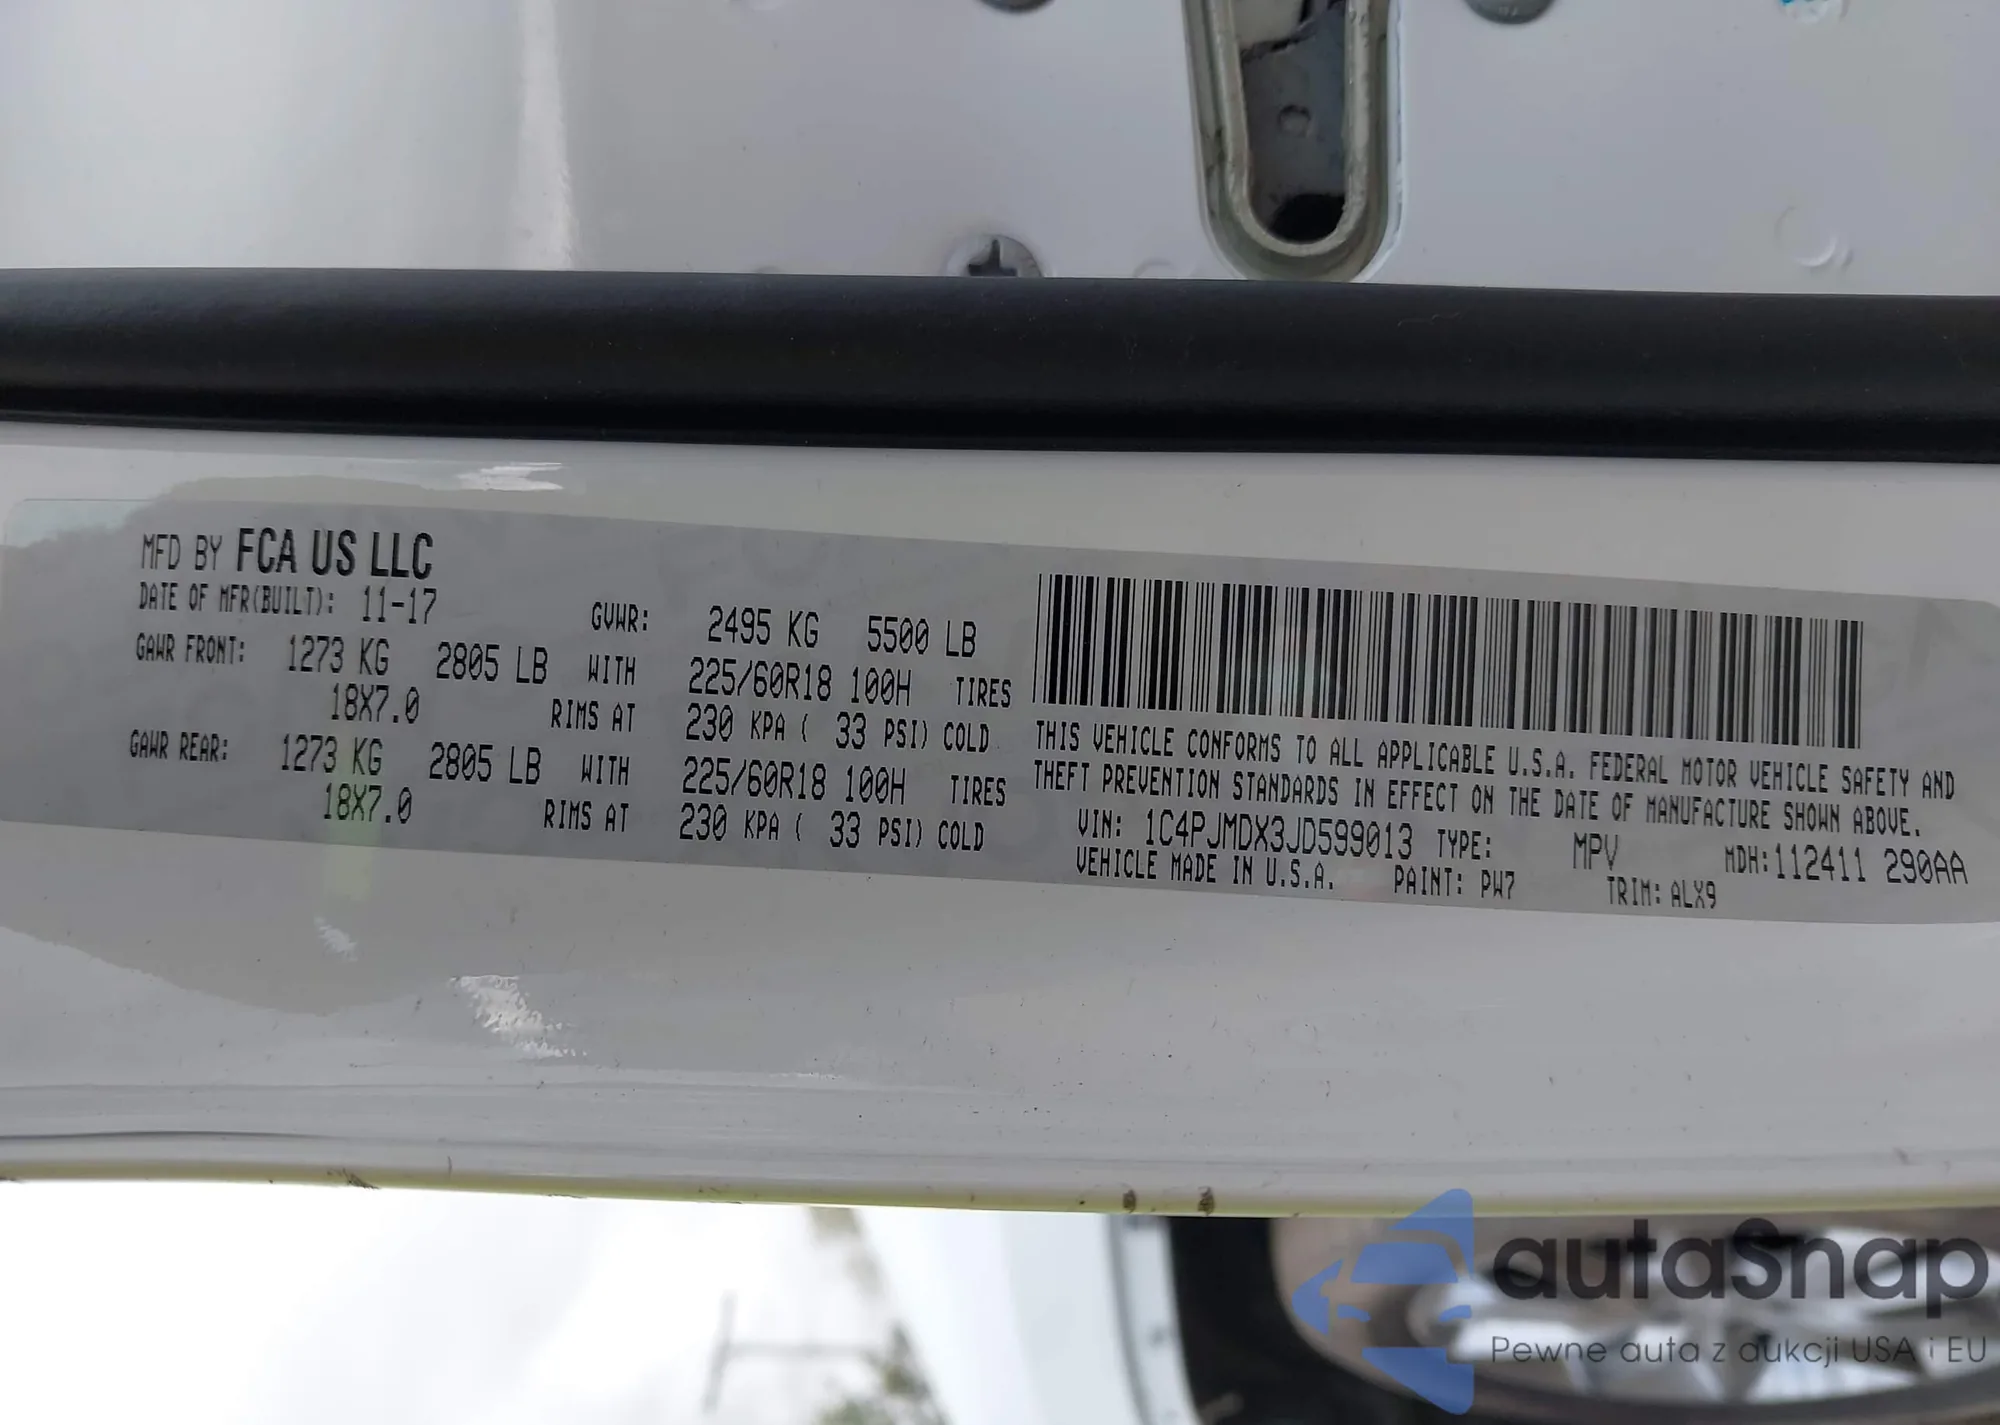 MFD BY FCA US LLC
DATE OF MFR(BUILT): 11-17 GVWR: 2495 KG 5500 LB
GAWR FRONT: 1273 KG 2805 LB WITH 225/60R18 100H TIRES
18X7.0 RIMS AT 230 KPA ( 33 PSI) COLD
GAWR REAR: 1273 KG 2805 LB WITH 225/60R18 100H TIRES
18X7.0 RIMS AT 230 KPA ( 33 PSI) COLD
THIS VEHICLE CONFORMS TO ALL APPLICABLE U.S.A. FEDERAL MOTOR VEHICLE SAFETY AND
THEFT PREVENTION STANDARDS IN EFFECT ON THE DATE OF MANUFACTURE SHOWN ABOVE.
VIN: 1C4PJMDX3JD599013 TYPE: MPV MDH:112411 290AA
VEHICLE MADE IN U.S.A. PAINT: PW7 TRIM: ALX9
autaSnap
Pewne auta z aukcji USA i EU